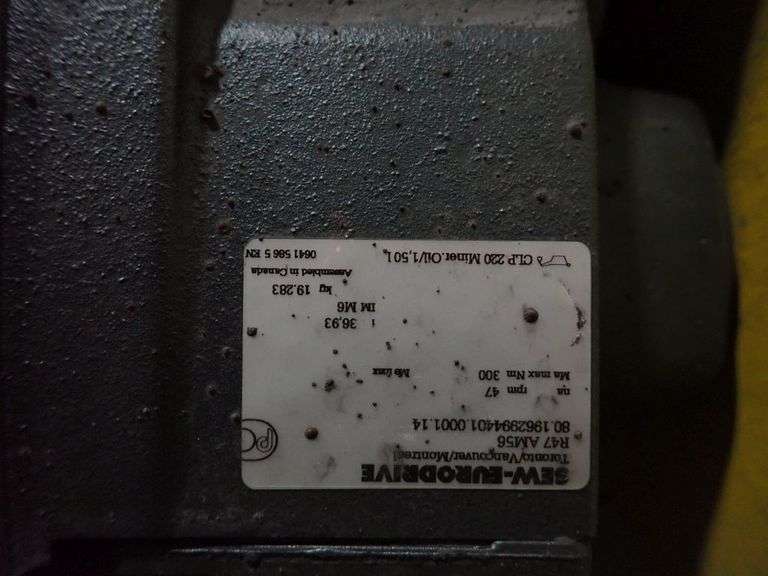 SEW-EURODRIVE
Toronto/Vancouver/Montreal
R47 AM56
80.1962994401.0001.14
na rpm 47
Ma max Nm 300 Me max
i 36,93
IM M6
kg 19.283
Assembled in Canada
CLP 220 Miner.Oil/1,50 l 0641 586 5 EN